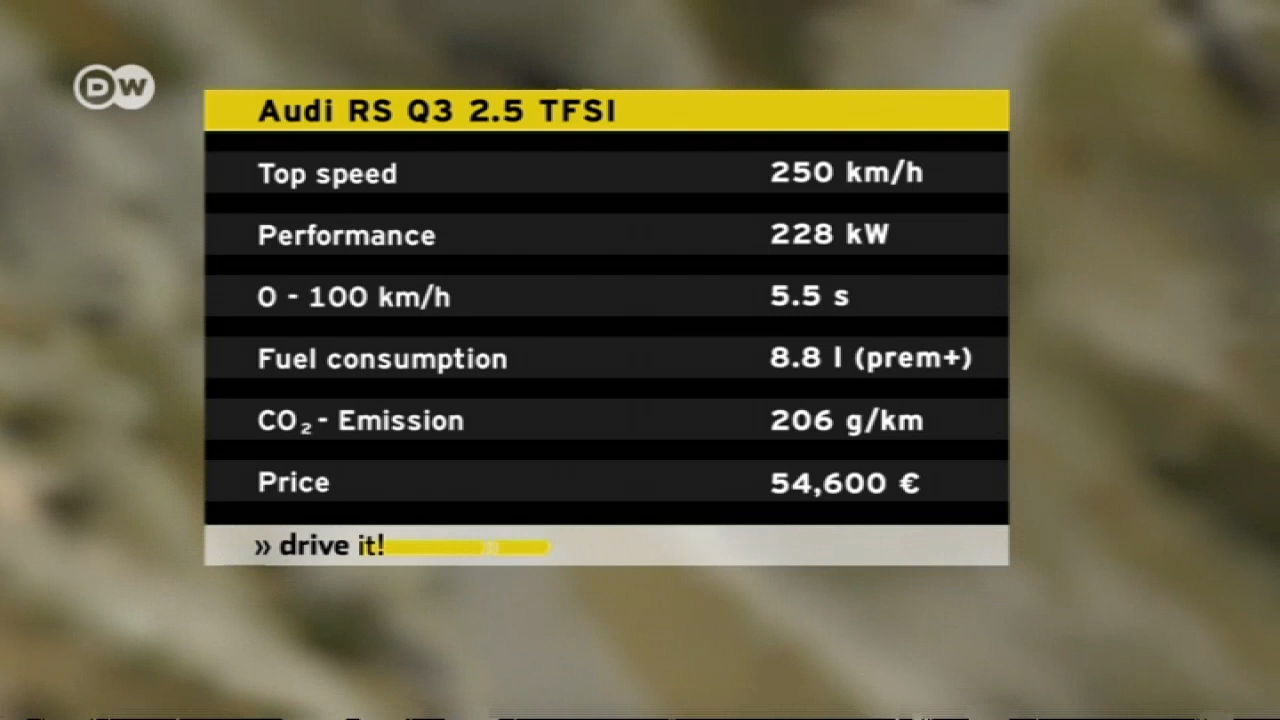 DW
Audi RS Q3 2.5 TFSI
Top speed 250 km/h
Performance 228 kW
0 - 100 km/h 5.5 s
Fuel consumption 8.8 l (prem+)
CO₂ - Emission 206 g/km
Price 54,600 €
» drive it!